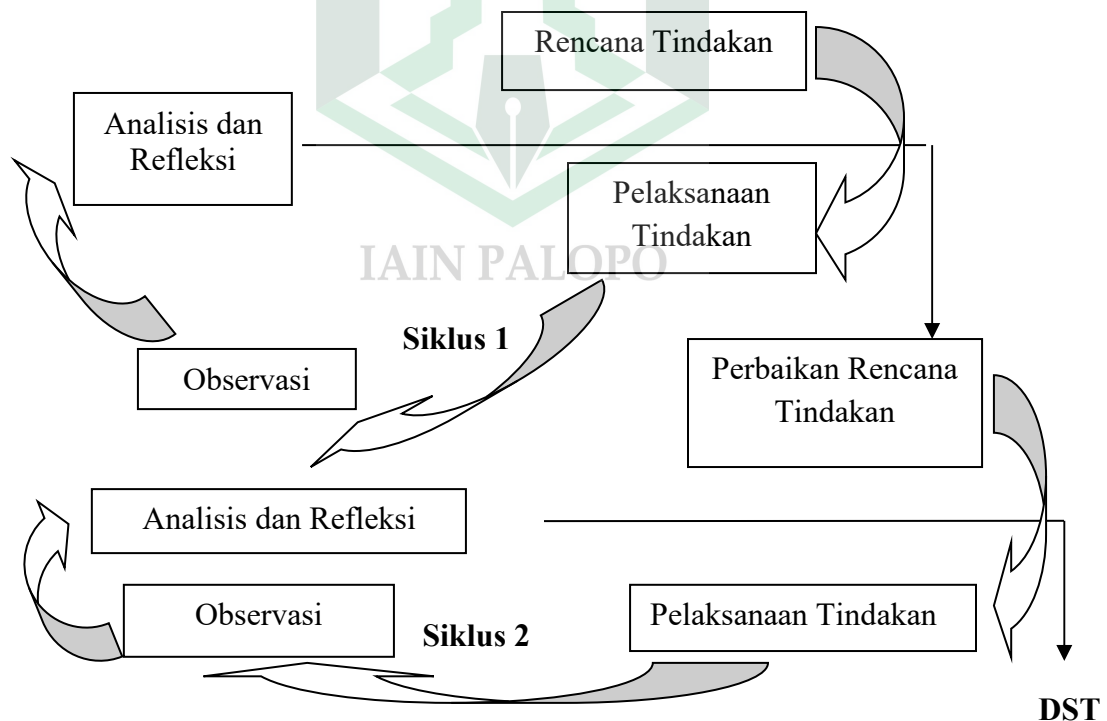 Rencana Tindakan
Analisis dan
Refleksi
Pelaksanaan
Tindakan
IAIN PALOPO
Siklus 1
Observasi
Perbaikan Rencana
Tindakan
Analisis dan Refleksi
Observasi
Pelaksanaan Tindakan
Siklus 2
DST